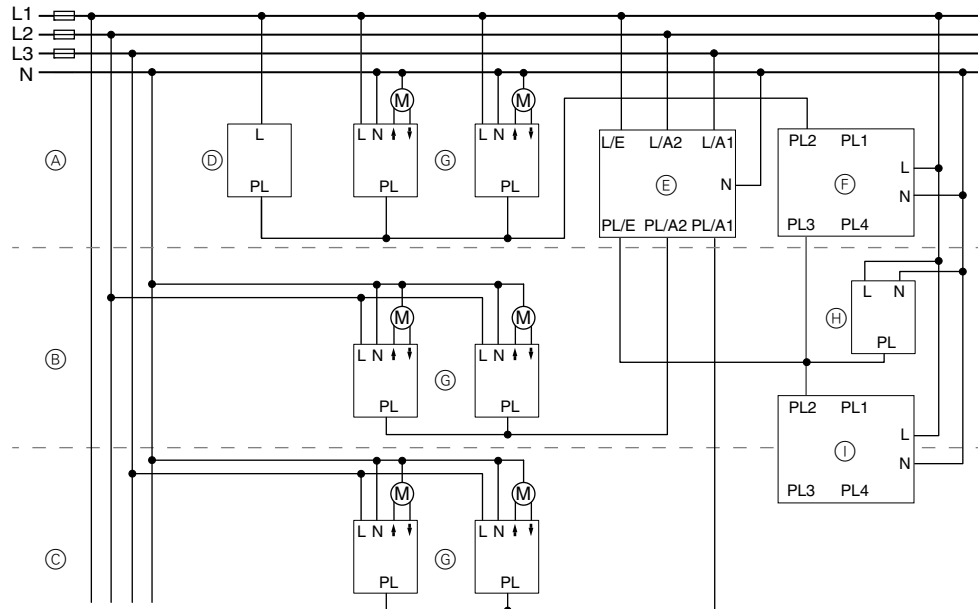 L1
L2
L3
N
M M
L L N L N L/E L/A2 L/A1 PL2 PL1
A D G E N F L
N
PL PL PL PL/E PL/A2 PL/A1 PL3 PL4
L N
M M H
PL
L N L N
B G
PL PL PL2 PL1
L
I
N
M M PL3 PL4
L N L N
C G
PL PL